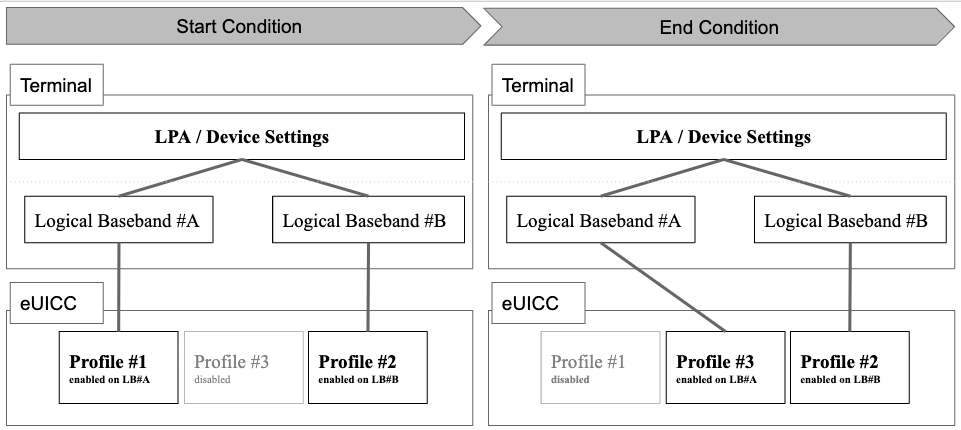 Start Condition
End Condition
Terminal
LPA / Device Settings
Logical Baseband #A
Logical Baseband #B
eUICC
Profile #1
enabled on LB#A
Profile #3
disabled
Profile #2
enabled on LB#B
Terminal
LPA / Device Settings
Logical Baseband #A
Logical Baseband #B
eUICC
Profile #1
disabled
Profile #3
enabled on LB#A
Profile #2
enabled on LB#B